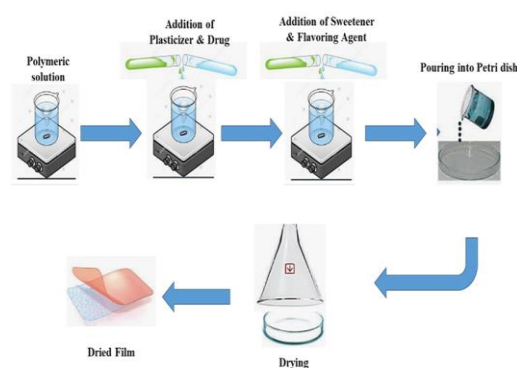 Polymeric
solution
Addition of
Plasticizer & Drug
Addition of Sweetener
& Flavoring Agent
Pouring into Petri dish
Drying
Dried Film